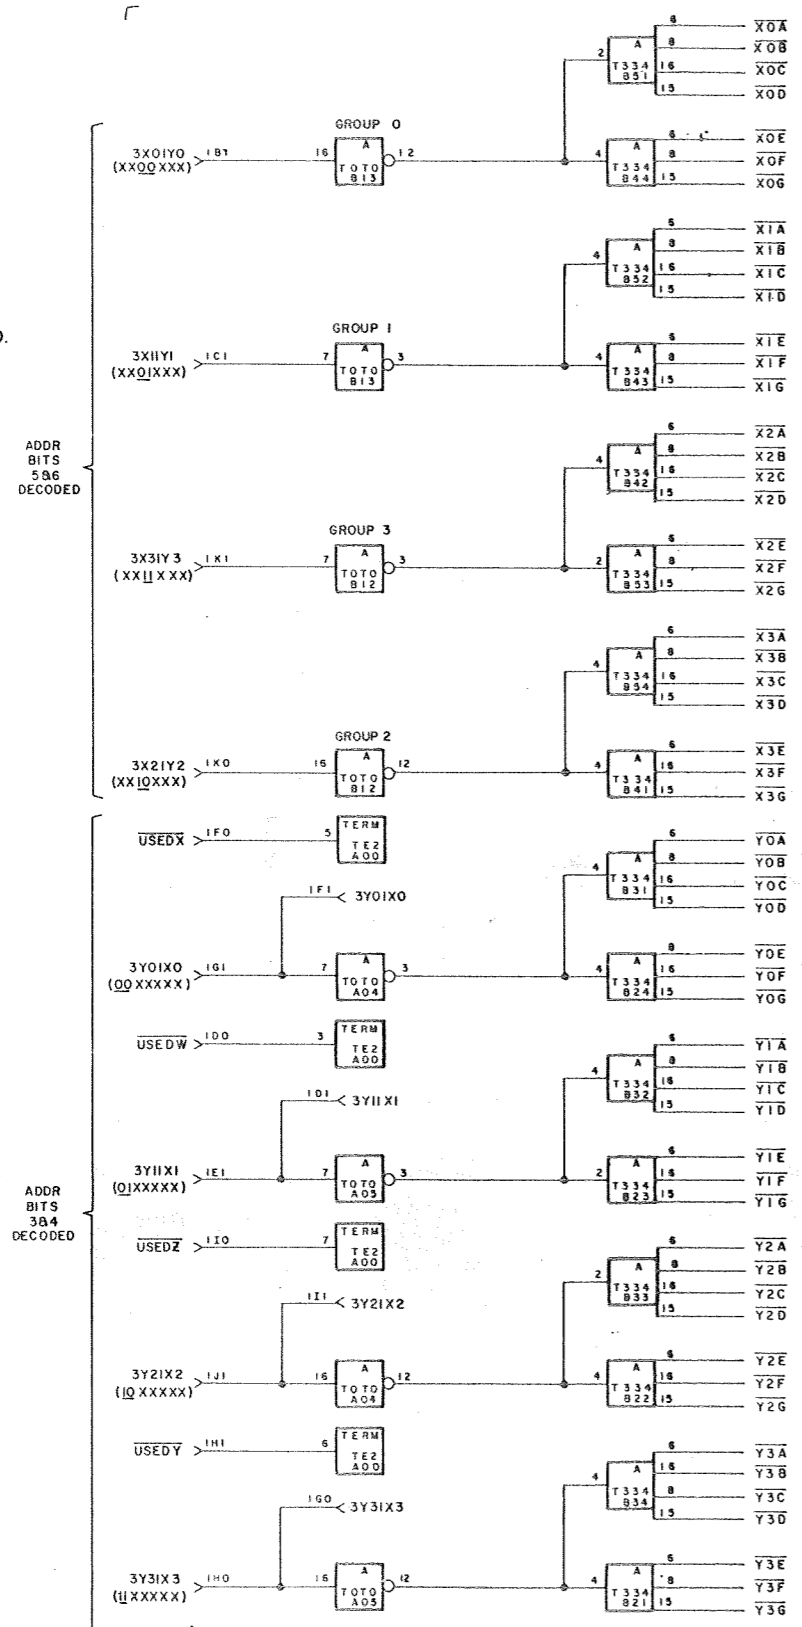 GROUP 0
3X01Y0
(XX00XXX)
16
A
T0T0
B13
12
2
A
T334
B51
6
8
16
15
X0A
X0B
X0C
X0D
4
A
T334
B44
6
8
15
X0E
X0F
X0G
GROUP 1
3X11Y1
(XX01XXX)
1C1
7
A
T0T0
B13
3
4
A
T334
B52
6
8
16
15
X1A
X1B
X1C
X1D
4
A
T334
B43
6
8
15
X1E
X1F
X1G
ADDR
BITS
5&6
DECODED
GROUP 3
3X31Y3
(XX11XXX)
1K1
7
A
T0T0
B12
3
4
A
T334
B42
6
8
16
15
X2A
X2B
X2C
X2D
2
A
T334
B53
6
8
15
X2E
X2F
X2G
GROUP 2
3X21Y2
(XX10XXX)
1K0
16
A
T0T0
B12
12
4
A
T334
B54
6
8
16
15
X3A
X3B
X3C
X3D
4
A
T334
B41
6
16
15
X3E
X3F
X3G
USEDX
1F0
5
TERM
TE2
A00
1F1
3Y01X0
3Y01X0
(00XXXXX)
1G1
7
A
T0T0
A04
3
4
A
T334
B31
6
8
16
15
Y0A
Y0B
Y0C
Y0D
4
A
T334
B24
8
16
15
Y0E
Y0F
Y0G
USEDW
1D0
3
TERM
TE2
A00
1D1
3Y11X1
3Y11X1
(01XXXXX)
1E1
7
A
T0T0
A05
3
4
A
T334
B32
6
8
16
15
Y1A
Y1B
Y1C
Y1D
2
A
T334
B23
6
16
15
Y1E
Y1F
Y1G
ADDR
BITS
3&4
DECODED
USEDZ
1I0
7
TERM
TE2
A00
1I1
3Y21X2
3Y21X2
(10XXXXX)
1J1
16
A
T0T0
A04
12
2
A
T334
B33
6
8
16
15
Y2A
Y2B
Y2C
Y2D
4
A
T334
B22
6
16
15
Y2E
Y2F
Y2G
USEDY
1H1
6
TERM
TE2
A00
1G0
3Y31X3
3Y31X3
(11XXXXX)
1H0
16
A
T0T0
A05
12
4
A
T334
B34
6
16
8
15
Y3A
Y3B
Y3C
Y3D
4
A
T334
B21
6
8
15
Y3E
Y3F
Y3G